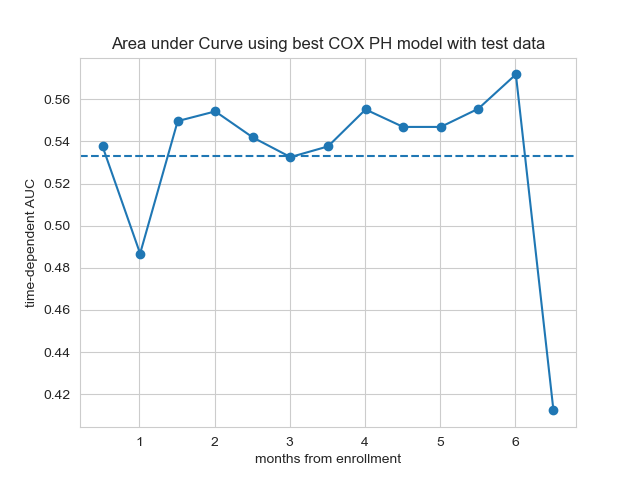 Area under Curve using best COX PH model with test data
time-dependent AUC
0.56
0.54
0.52
0.50
0.48
0.46
0.44
0.42
1 2 3 4 5 6
months from enrollment